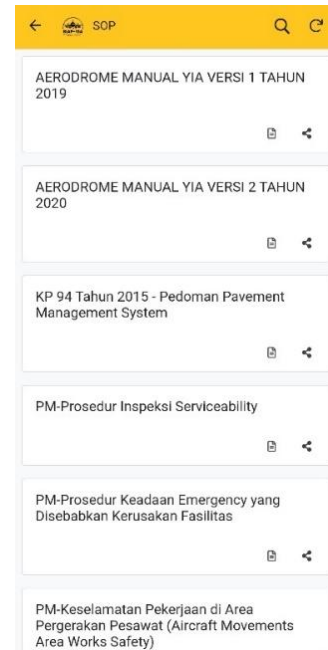 SOP
AERODROME MANUAL YIA VERSI 1 TAHUN
2019
AERODROME MANUAL YIA VERSI 2 TAHUN
2020
KP 94 Tahun 2015 - Pedoman Pavement
Management System
PM-Prosedur Inspeksi Serviceability
PM-Prosedur Keadaan Emergency yang
Disebabkan Kerusakan Fasilitas
PM-Keselamatan Pekerjaan di Area
Pergerakan Pesawat (Aircraft Movements
Area Works Safety)